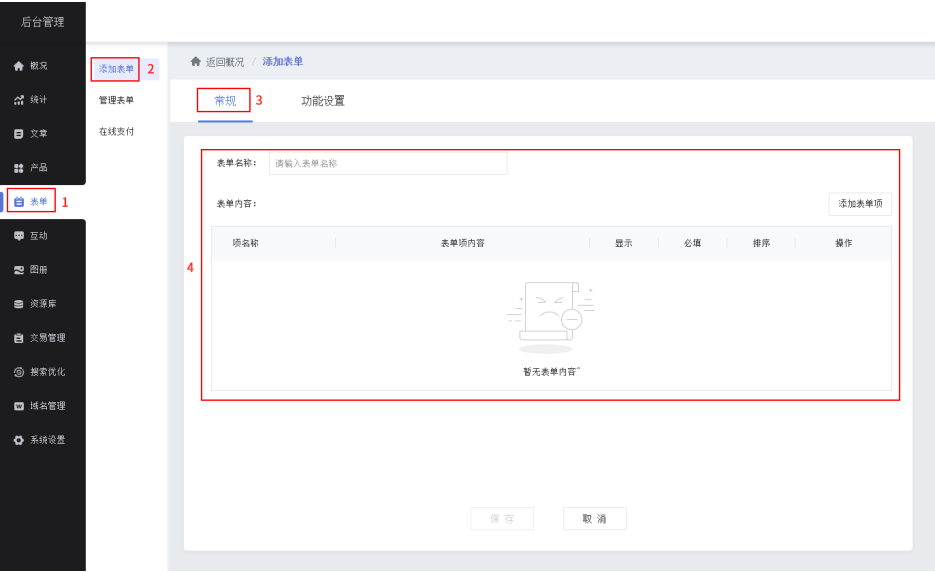 后台管理
概况
统计
文章
产品
表单 1
互动
图册
资源库
交易管理
搜索优化
域名管理
系统设置
添加表单 2
管理表单
在线支付
返回概况 / 添加表单
常规 3 功能设置
表单名称: 请输入表单名称
表单内容: 添加表单项
项名称 表单项内容 显示 必填 排序 操作
4
暂无表单内容~
保存 取消